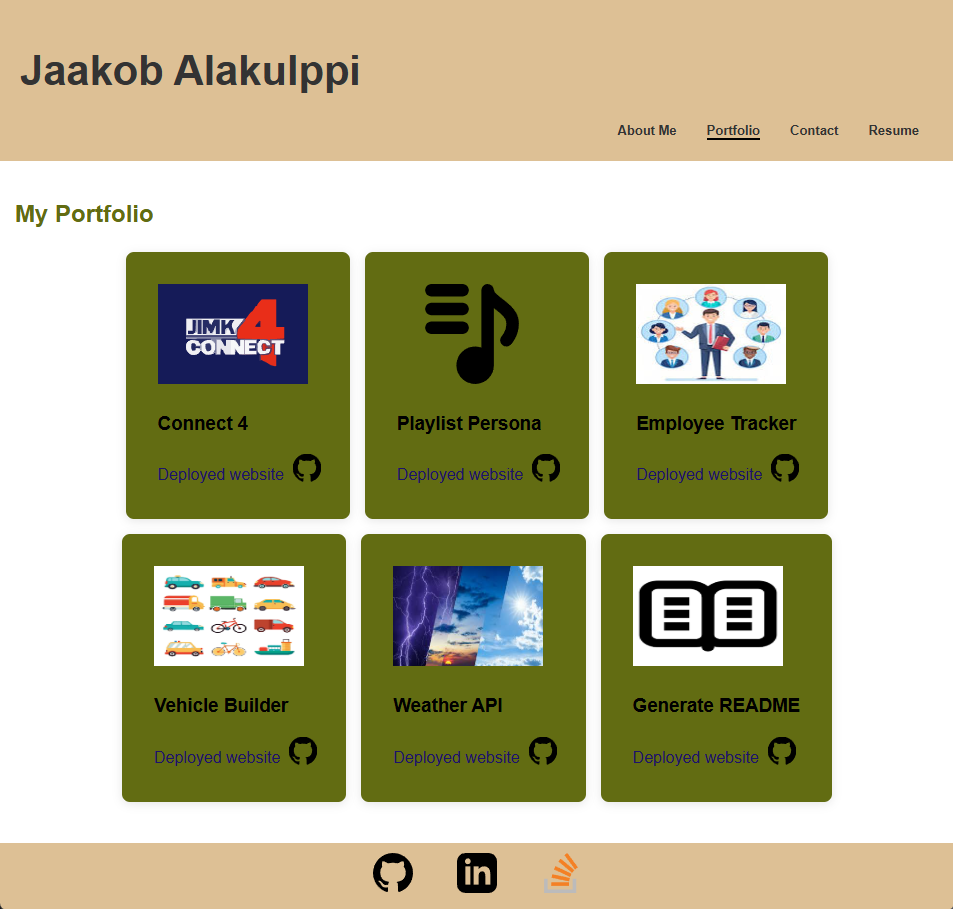 Jaakob Alakulppi
About Me Portfolio Contact Resume
My Portfolio
JIMK 4
CONNECT
Connect 4 Playlist Persona Employee Tracker
Deployed website Deployed website Deployed website
Vehicle Builder Weather API Generate README
Deployed website Deployed website Deployed website
in